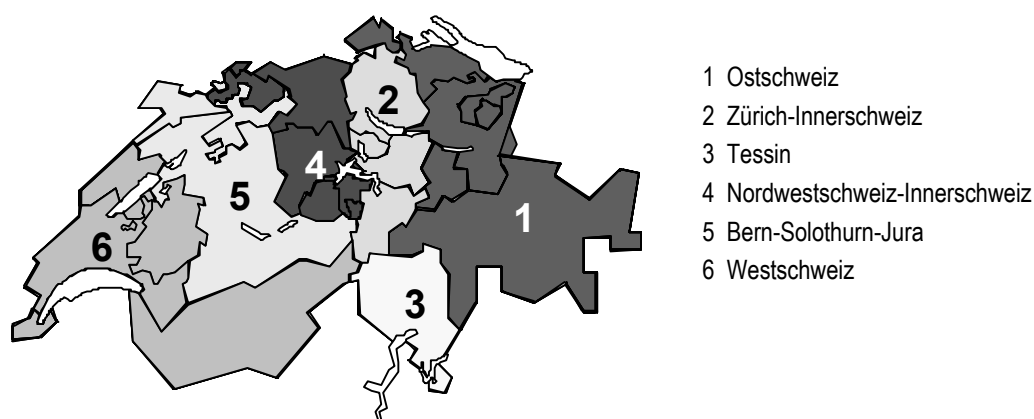 2
4
5
1
6
3
1 Ostschweiz
2 Zürich-Innerschweiz
3 Tessin
4 Nordwestschweiz-Innerschweiz
5 Bern-Solothurn-Jura
6 Westschweiz